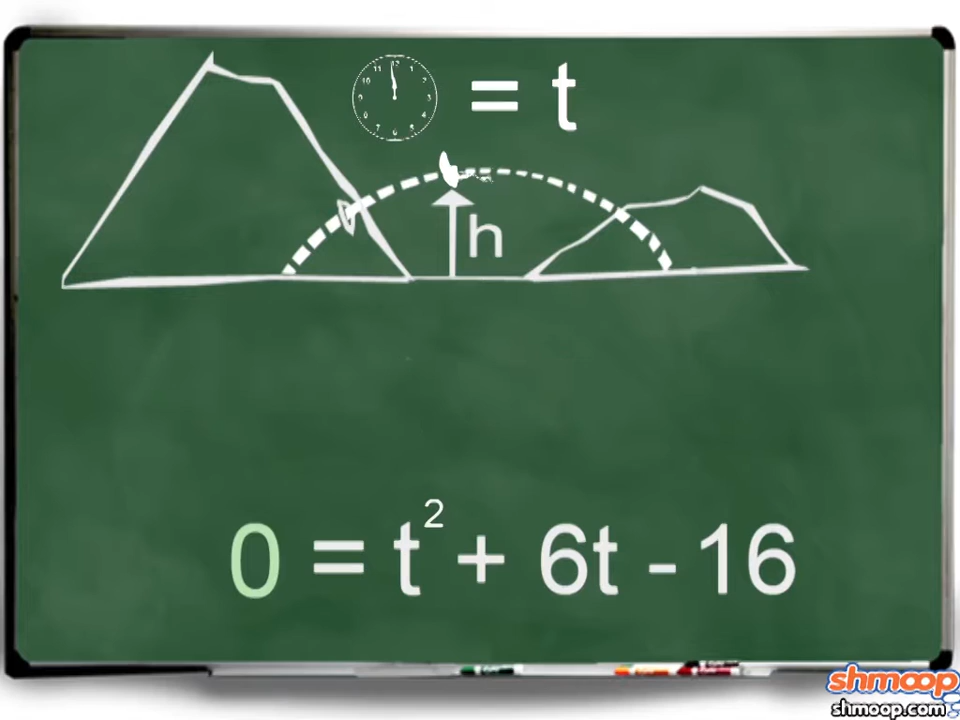 = t
h
0 = t² + 6t - 16
shmoop
shmoop.com